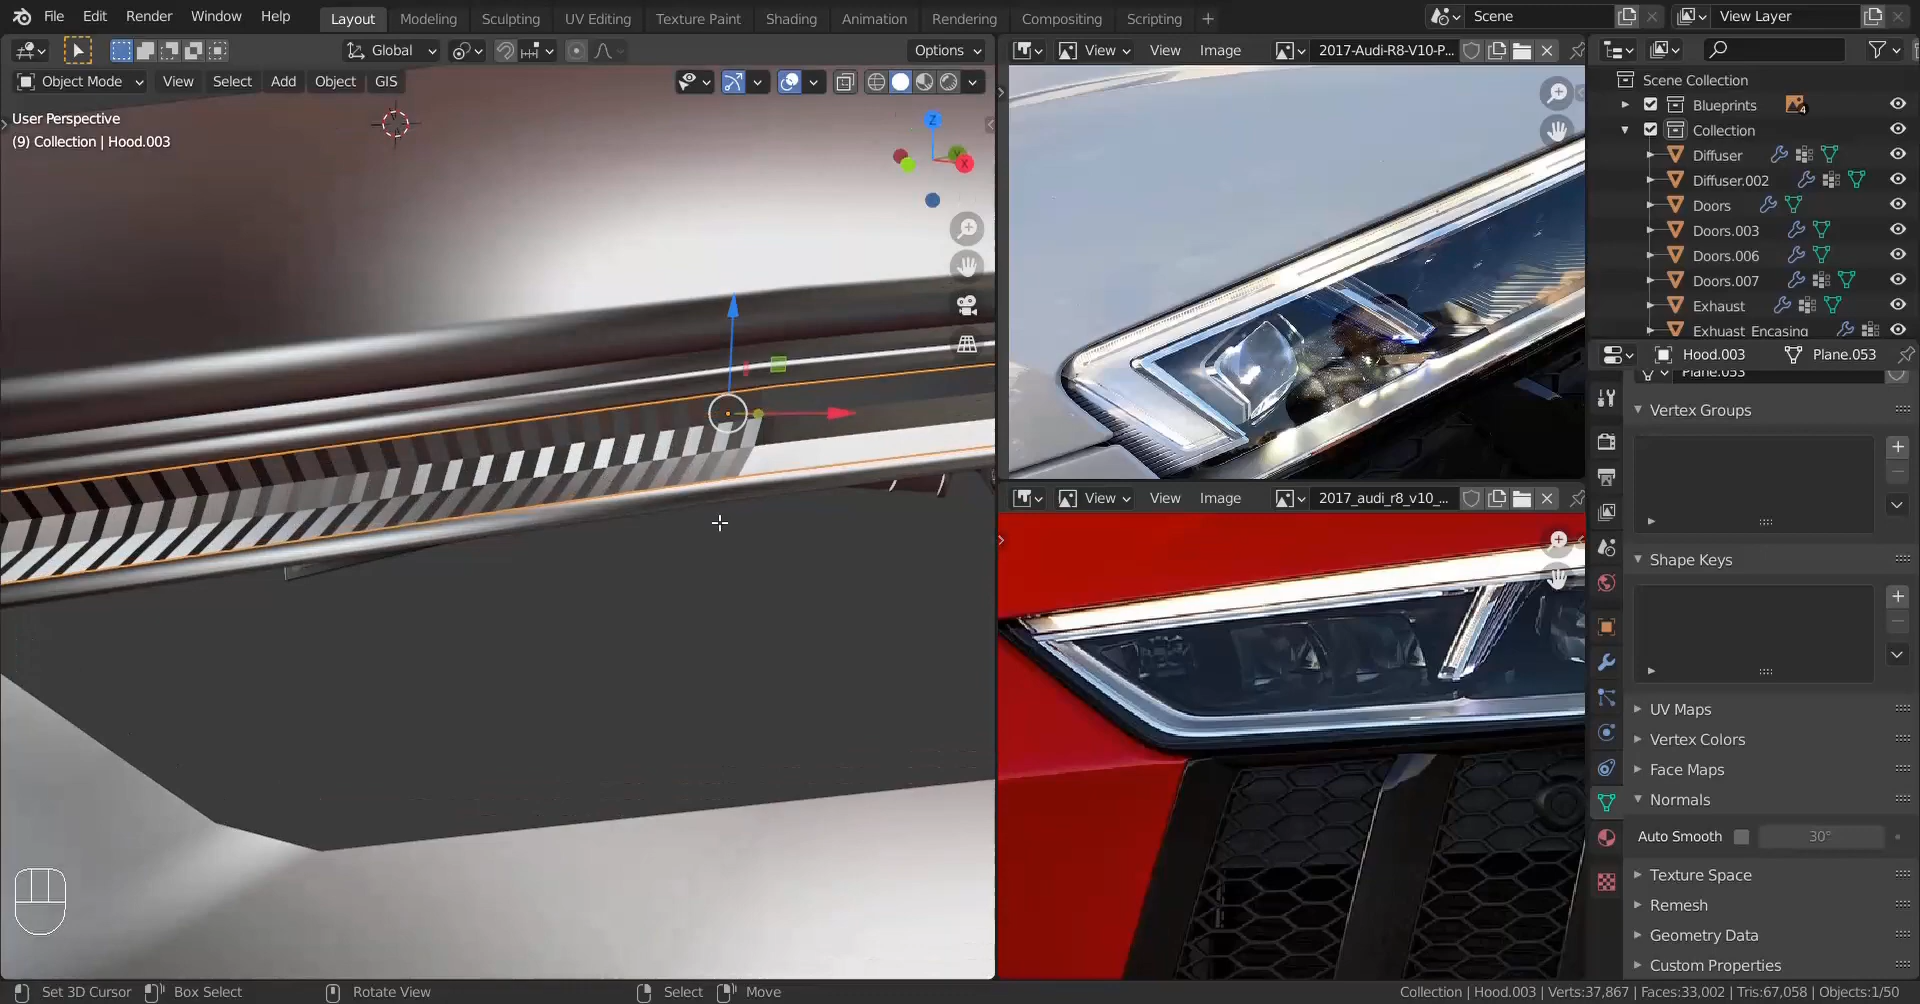 File Edit Render Window Help Layout Modeling Sculpting UV Editing Texture Paint Shading Animation Rendering Compositing Scripting + Scene View Layer
Global Options
Object Mode View Select Add Object GIS
User Perspective
(9) Collection | Hood.003
Z
X
View View Image 2017-Audi-R8-V10-P...
View View Image 2017_audi_r8_v10_...
Scene Collection
Blueprints 4
Collection
Diffuser
Diffuser.002
Doors
Doors.003
Doors.006
Doors.007
Exhaust
Exhuast Encasing
Hood.003 Plane.053
Plane.053
Vertex Groups
Shape Keys
UV Maps
Vertex Colors
Face Maps
Normals
Auto Smooth 30°
Texture Space
Remesh
Geometry Data
Custom Properties
Set 3D Cursor Box Select Rotate View Select Move Collection | Hood.003 | Verts:37,867 | Faces:33,002 | Tris:67,058 | Objects:1/50